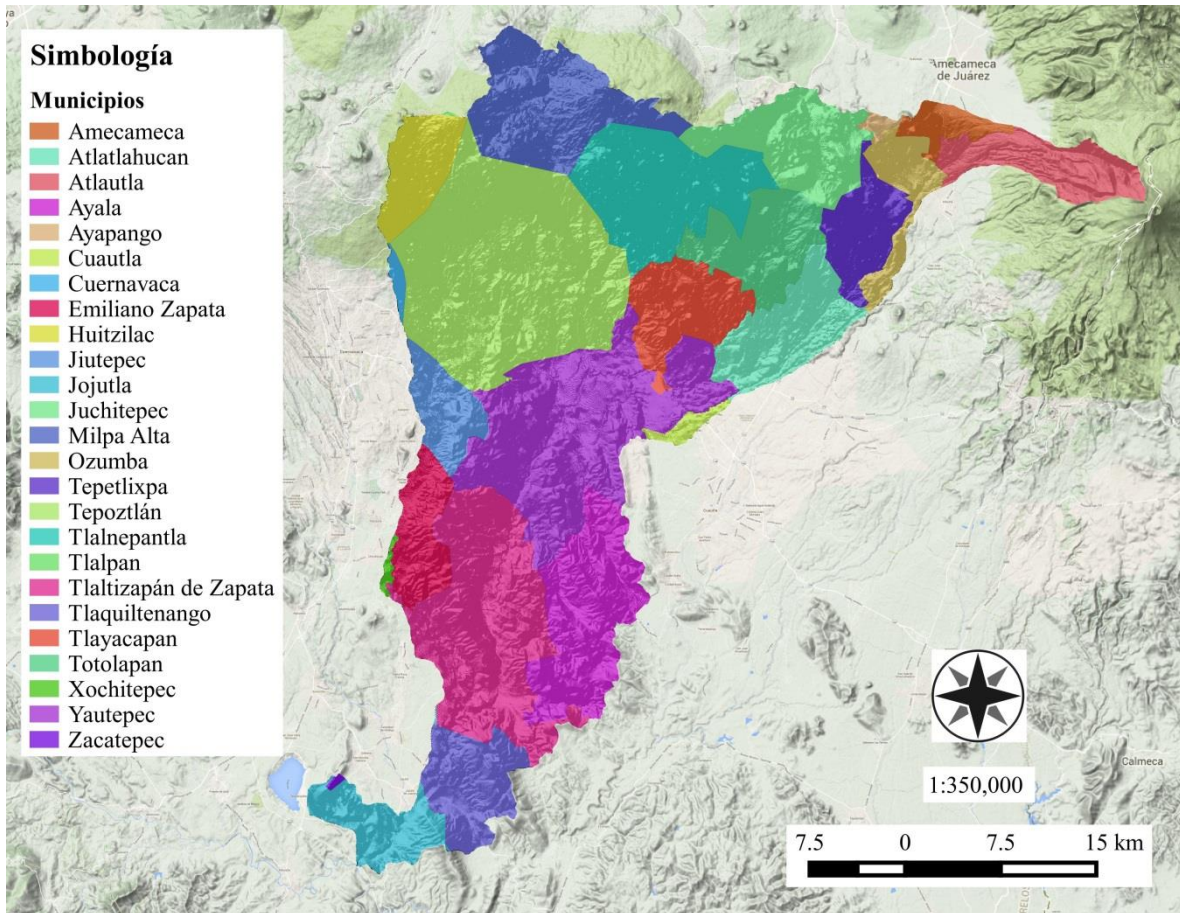 Simbología
Municipios
Amecameca
Atlatlahucan
Atlautla
Ayala
Ayapango
Cuautla
Cuernavaca
Emiliano Zapata
Huitzilac
Jiutepec
Jojutla
Juchitepec
Milpa Alta
Ozumba
Tepetlixpa
Tepoztlán
Tlalnepantla
Tlalpan
Tlaltizapán de Zapata
Tlaquiltenango
Tlayacapan
Totolapan
Xochitepec
Yautepec
Zacatepec
Amecameca
de Juárez
Calmeca
1:350,000
7.5 0 7.5 15 km